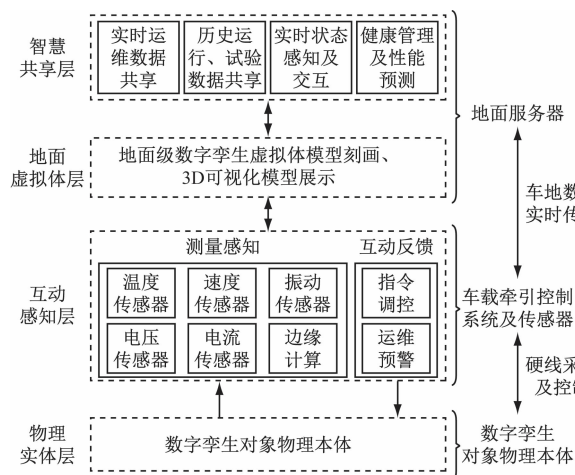 智慧
共享层
实时运
维数据
共享
历史运
行、试验
数据共享
实时状态
感知及
交互
健康管理
及性能
预测
地面服务器
地面
虚拟体层
地面级数字孪生虚拟体模型刻画、
3D可视化模型展示
车地数
实时传
互动
感知层
测量感知
互动反馈
温度
传感器
速度
传感器
振动
传感器
指令
调控
电压
传感器
电流
传感器
边缘
计算
运维
预警
车载牵引控制
系统及传感器
硬线采
及控制
物理
实体层
数字孪生对象物理本体
数字孪生
对象物理本体